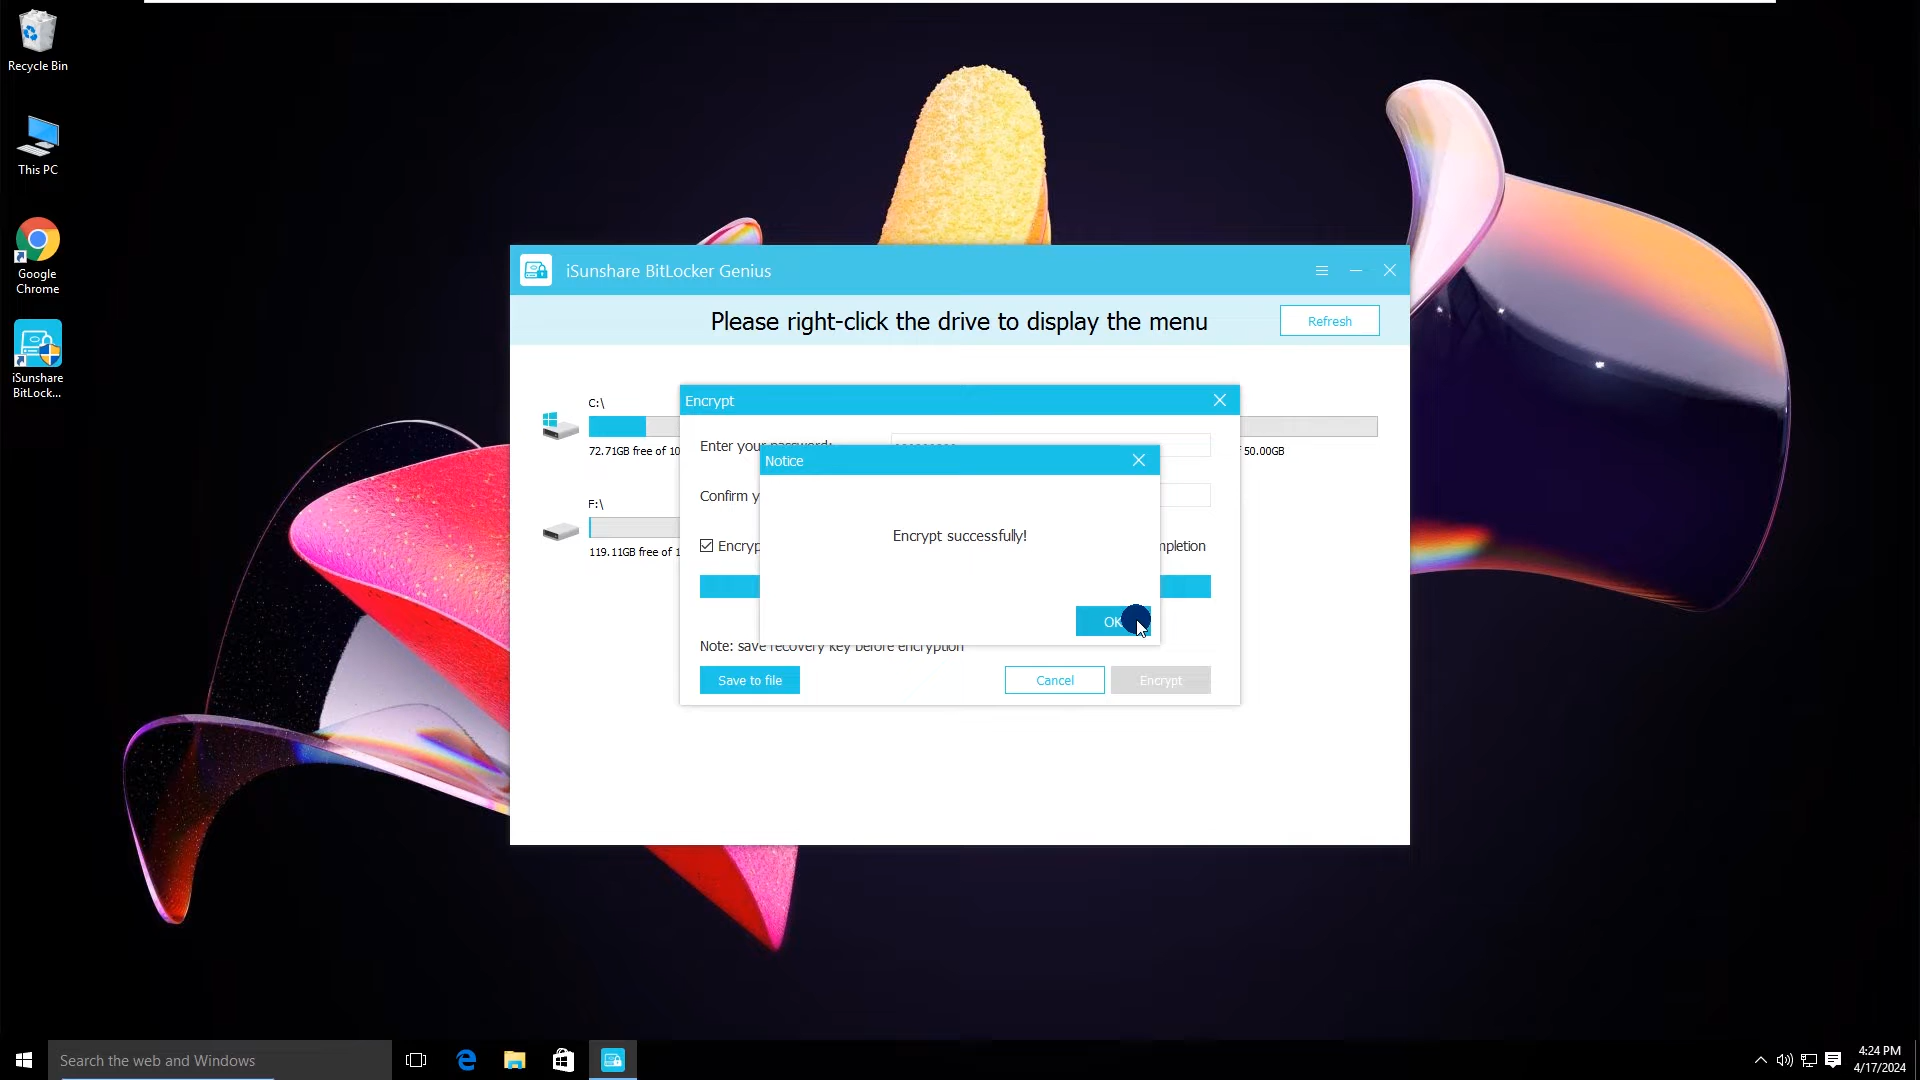 Recycle Bin
This PC
Google
Chrome
iSunshare
BitLock...
iSunshare BitLocker Genius
Please right-click the drive to display the menu
Refresh
C:\
72.71GB free of 10
50.00GB
F:\
119.11GB free of 1
Encrypt
Enter your password:
Confirm y
Encryp
mpletion
Notice
Encrypt successfully!
OK
Note: save recovery key before encryption
Save to file
Cancel
Encrypt
Search the web and Windows
4:24 PM
4/17/2024